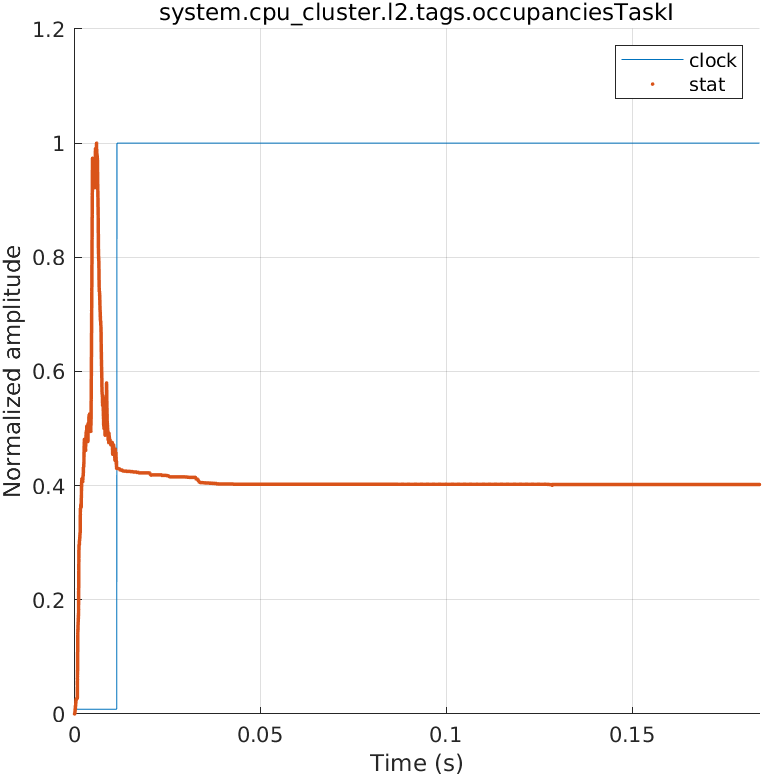 system.cpu_cluster.l2.tags.occupanciesTaskI
clock
stat
1.2
1
0.8
0.6
0.4
0.2
0
Normalized amplitude
0
0.05
0.1
0.15
Time (s)